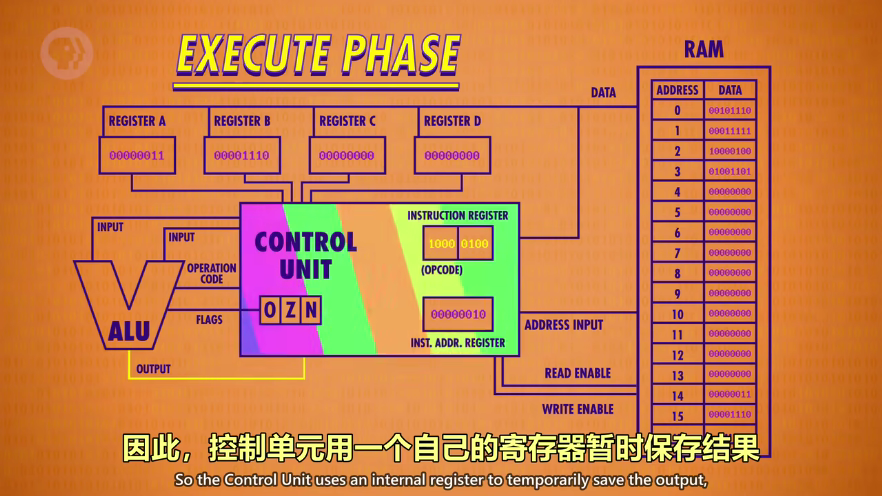 EXECUTE PHASE
RAM
DATA
ADDRESS DATA
0 00101110
1 00011111
2 10000100
3 01001101
4 00000000
5 00000000
6 00000000
7 00000000
8 00000000
9 00000000
10 00000000
11 00000000
12 00000000
13 00000000
14 00000011
15 00001110
REGISTER A
REGISTER B
REGISTER C
REGISTER D
00000011
00001110
00000000
00000000
INPUT
INPUT
OPERATION
CODE
FLAGS
ALU
OUTPUT
CONTROL
UNIT
O Z N
INSTRUCTION REGISTER
1000 0100
(OPCODE)
00000010
INST. ADDR. REGISTER
ADDRESS INPUT
READ ENABLE
WRITE ENABLE
因此，控制单元用一个自己的寄存器暂时保存结果
So the Control Unit uses an internal register to temporarily save the output,